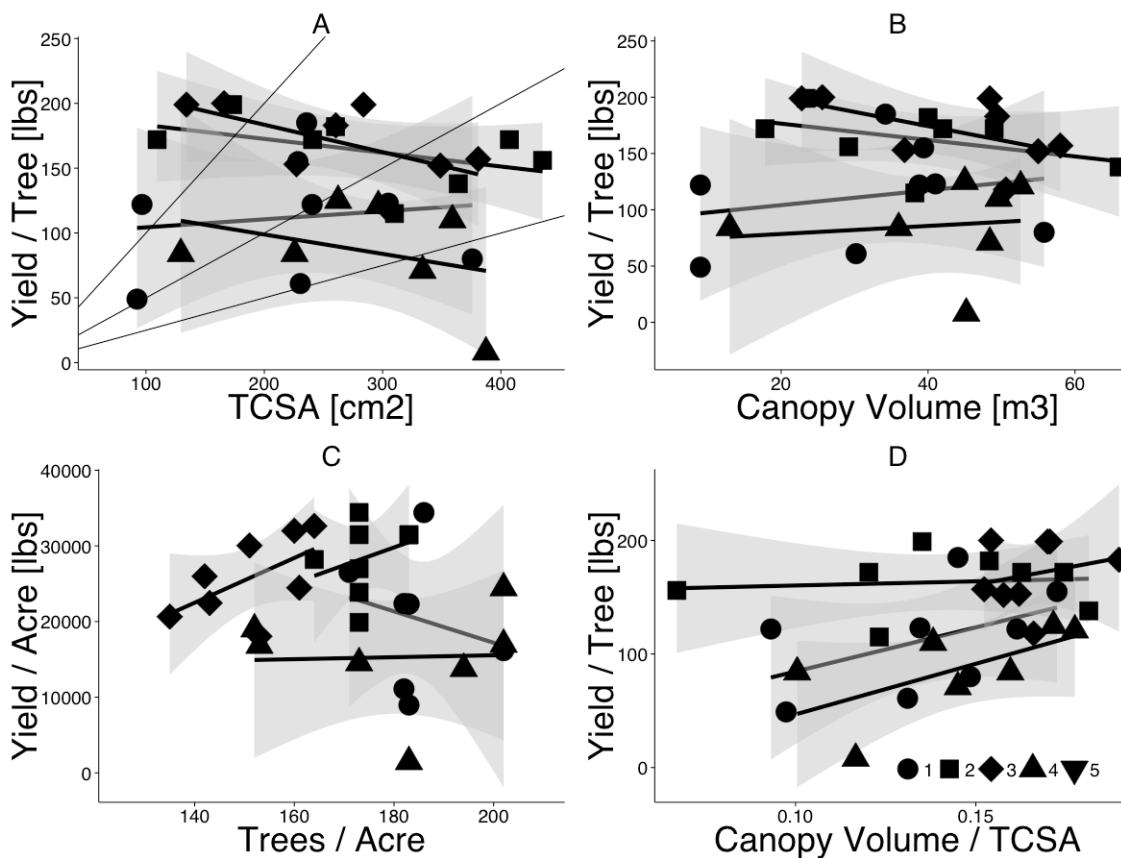 A
B
Yield / Tree [lbs]
250
200
150
100
50
0
100
200
300
400
TCSA [cm2]
Yield / Tree [lbs]
250
200
150
100
50
0
20
40
60
Canopy Volume [m3]
C
D
Yield / Acre [lbs]
40000
30000
20000
10000
0
140
160
180
200
Trees / Acre
Yield / Tree [lbs]
200
100
0
1 2 3 4 5
0.10
0.15
Canopy Volume / TCSA